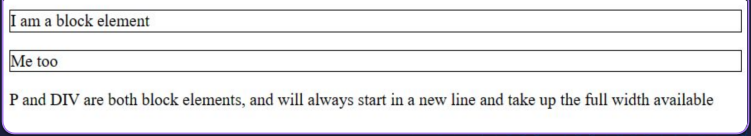 I am a block element
Me too
P and DIV are both block elements, and will always start in a new line and take up the full width available